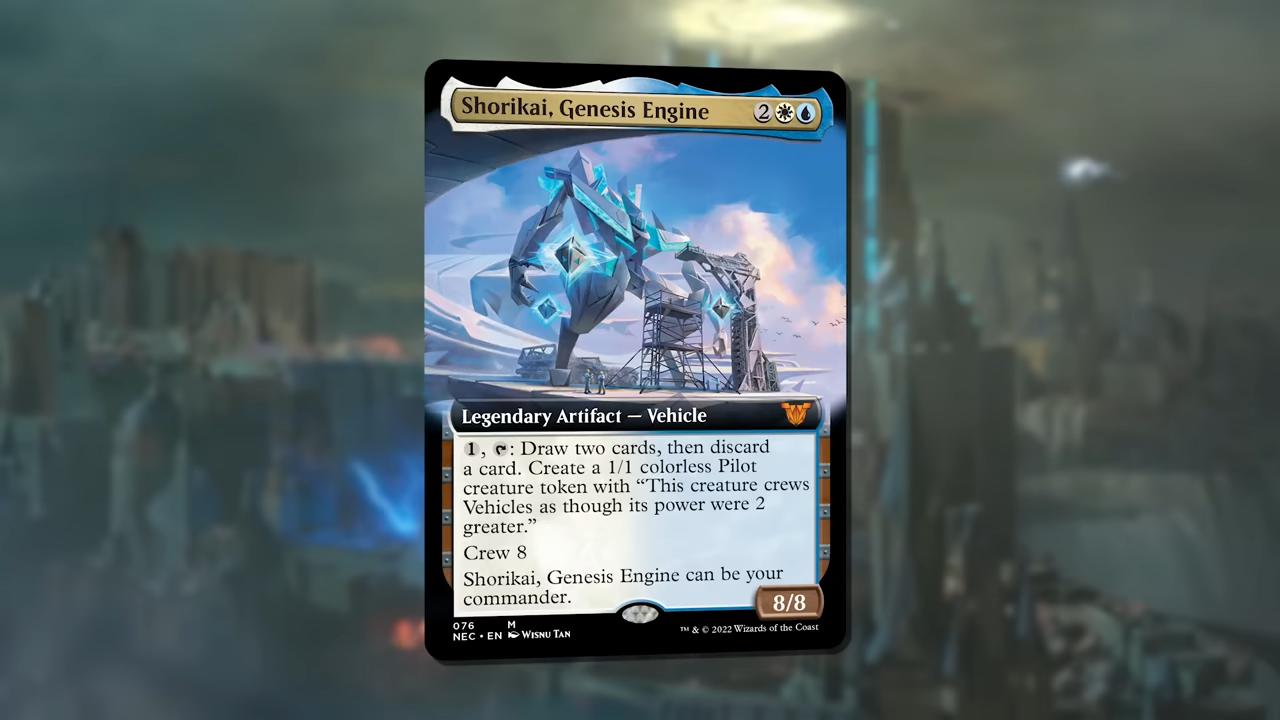 Shorikai, Genesis Engine 2
Legendary Artifact — Vehicle
1, : Draw two cards, then discard
a card. Create a 1/1 colorless Pilot
creature token with “This creature crews
Vehicles as though its power were 2
greater.”
Crew 8
Shorikai, Genesis Engine can be your
commander.
8/8
076 M
NEC • EN Wisnu Tan
™ & © 2022 Wizards of the Coast